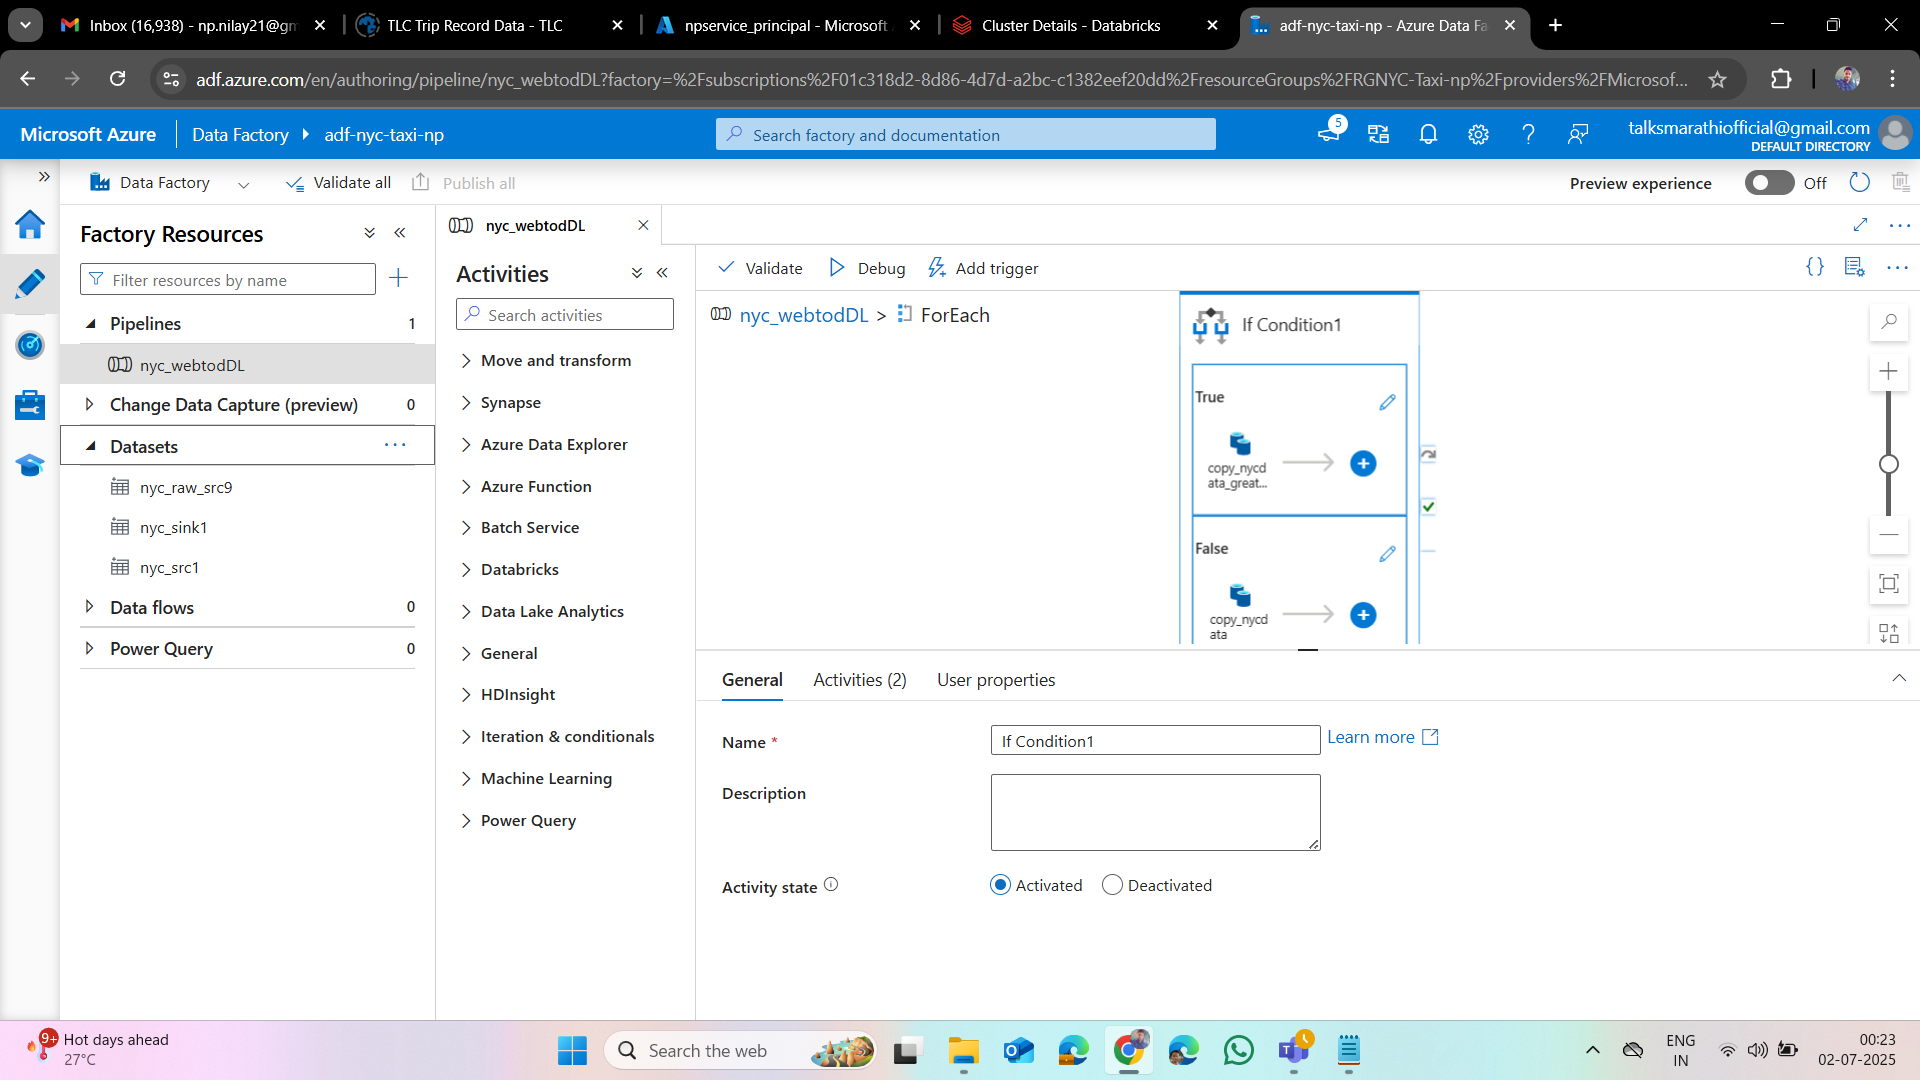 Inbox (16,938) - np.nilay21@gm
TLC Trip Record Data - TLC
npservice_principal - Microsoft
Cluster Details - Databricks
adf-nyc-taxi-np - Azure Data Fa
adf.azure.com/en/authoring/pipeline/nyc_webtodDL?factory=%2Fsubscriptions%2F01c318d2-8d86-4d7d-a2bc-c1382eef20dd%2FresourceGroups%2FRGNYC-Taxi-np%2Fproviders%2FMicrosof...
Microsoft Azure
Data Factory
adf-nyc-taxi-np
Search factory and documentation
5
talksmarathiofficial@gmail.com
DEFAULT DIRECTORY
Data Factory
Validate all
Publish all
Preview experience
Off
Factory Resources
Filter resources by name
Pipelines 1
nyc_webtodDL
Change Data Capture (preview) 0
Datasets
nyc_raw_src9
nyc_sink1
nyc_src1
Data flows 0
Power Query 0
nyc_webtodDL
Activities
Search activities
Move and transform
Synapse
Azure Data Explorer
Azure Function
Batch Service
Databricks
Data Lake Analytics
General
HDInsight
Iteration & conditionals
Machine Learning
Power Query
Validate
Debug
Add trigger
nyc_webtodDL > ForEach
If Condition1
True
copy_nycd
ata_great...
False
copy_nycd
ata
General
Activities (2)
User properties
Name *
If Condition1
Learn more
Description
Activity state
Activated
Deactivated
9+
Hot days ahead
27°C
Search the web
ENG
IN
00:23
02-07-2025